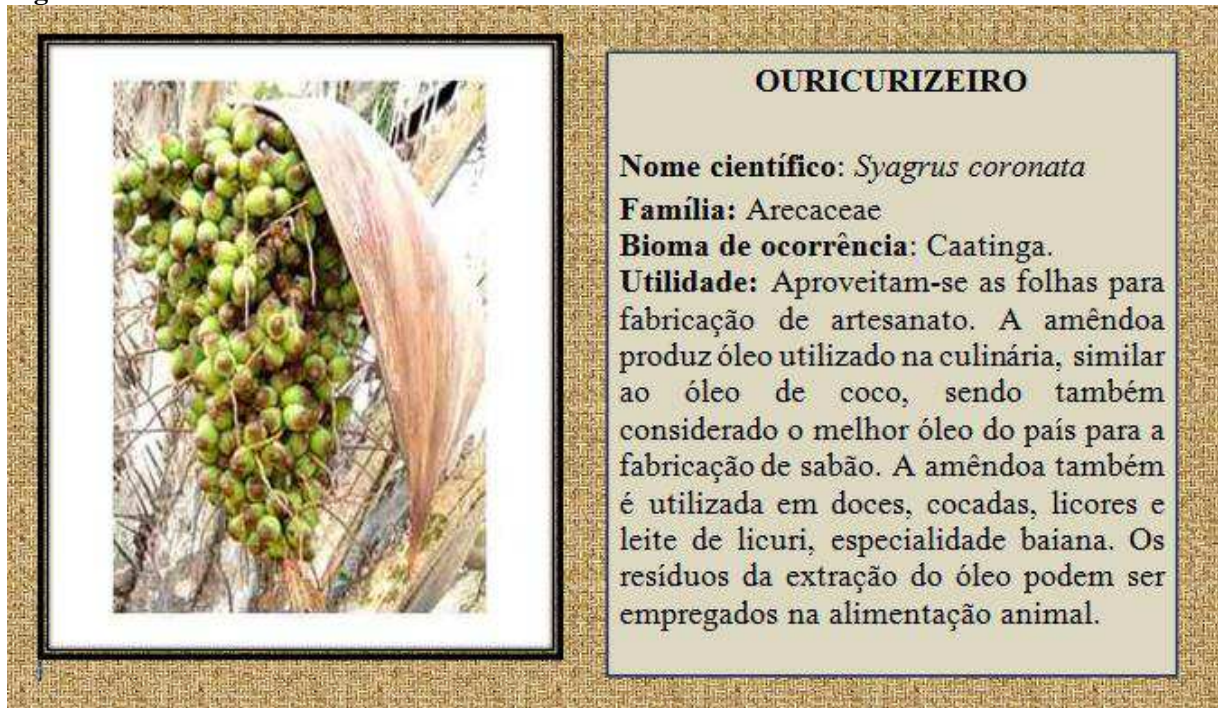 OURICURIZEIRO
Nome científico: Syagrus coronata
Família: Arecaceae
Bioma de ocorrência: Caatinga.
Utilidade: Aproveitam-se as folhas para
fabricação de artesanato. A amêndoa
produz óleo utilizado na culinária, similar
ao óleo de coco, sendo também
considerado o melhor óleo do país para a
fabricação de sabão. A amêndoa também
é utilizada em doces, cocadas, licores e
leite de licuri, especialidade baiana. Os
resíduos da extração do óleo podem ser
empregados na alimentação animal.